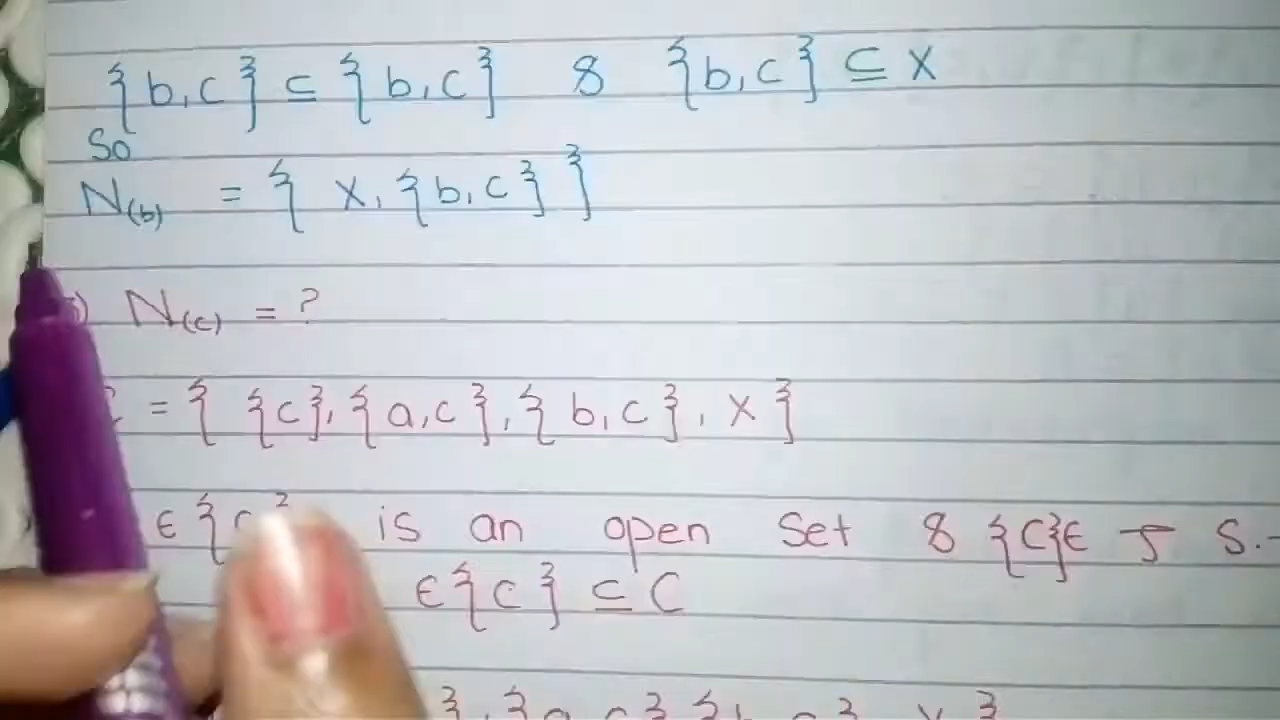 {b,c} ⊆ {b,c} & {b,c} ⊆ X
So
N(b) = { X, {b,c} }
N(c) = ?
= { {c}, {a,c}, {b,c}, X }
∈ {c} is an open set & {c}∈ τ S.
∈{c} ⊆ C